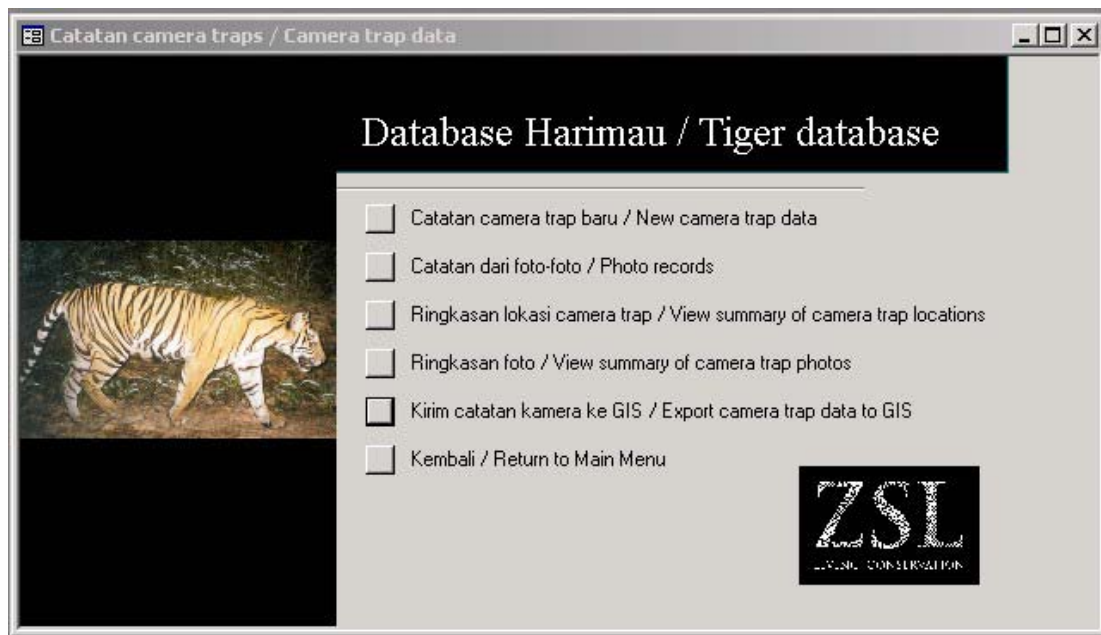 Catatan camera traps / Camera trap data
Database Harimau / Tiger database
Catatan camera trap baru / New camera trap data
Catatan dari foto-foto / Photo records
Ringkasan lokasi camera trap / View summary of camera trap locations
Ringkasan foto / View summary of camera trap photos
Kirim catatan kamera ke GIS / Export camera trap data to GIS
Kembali / Return to Main Menu
ZSL
LIVING CONSERVATION